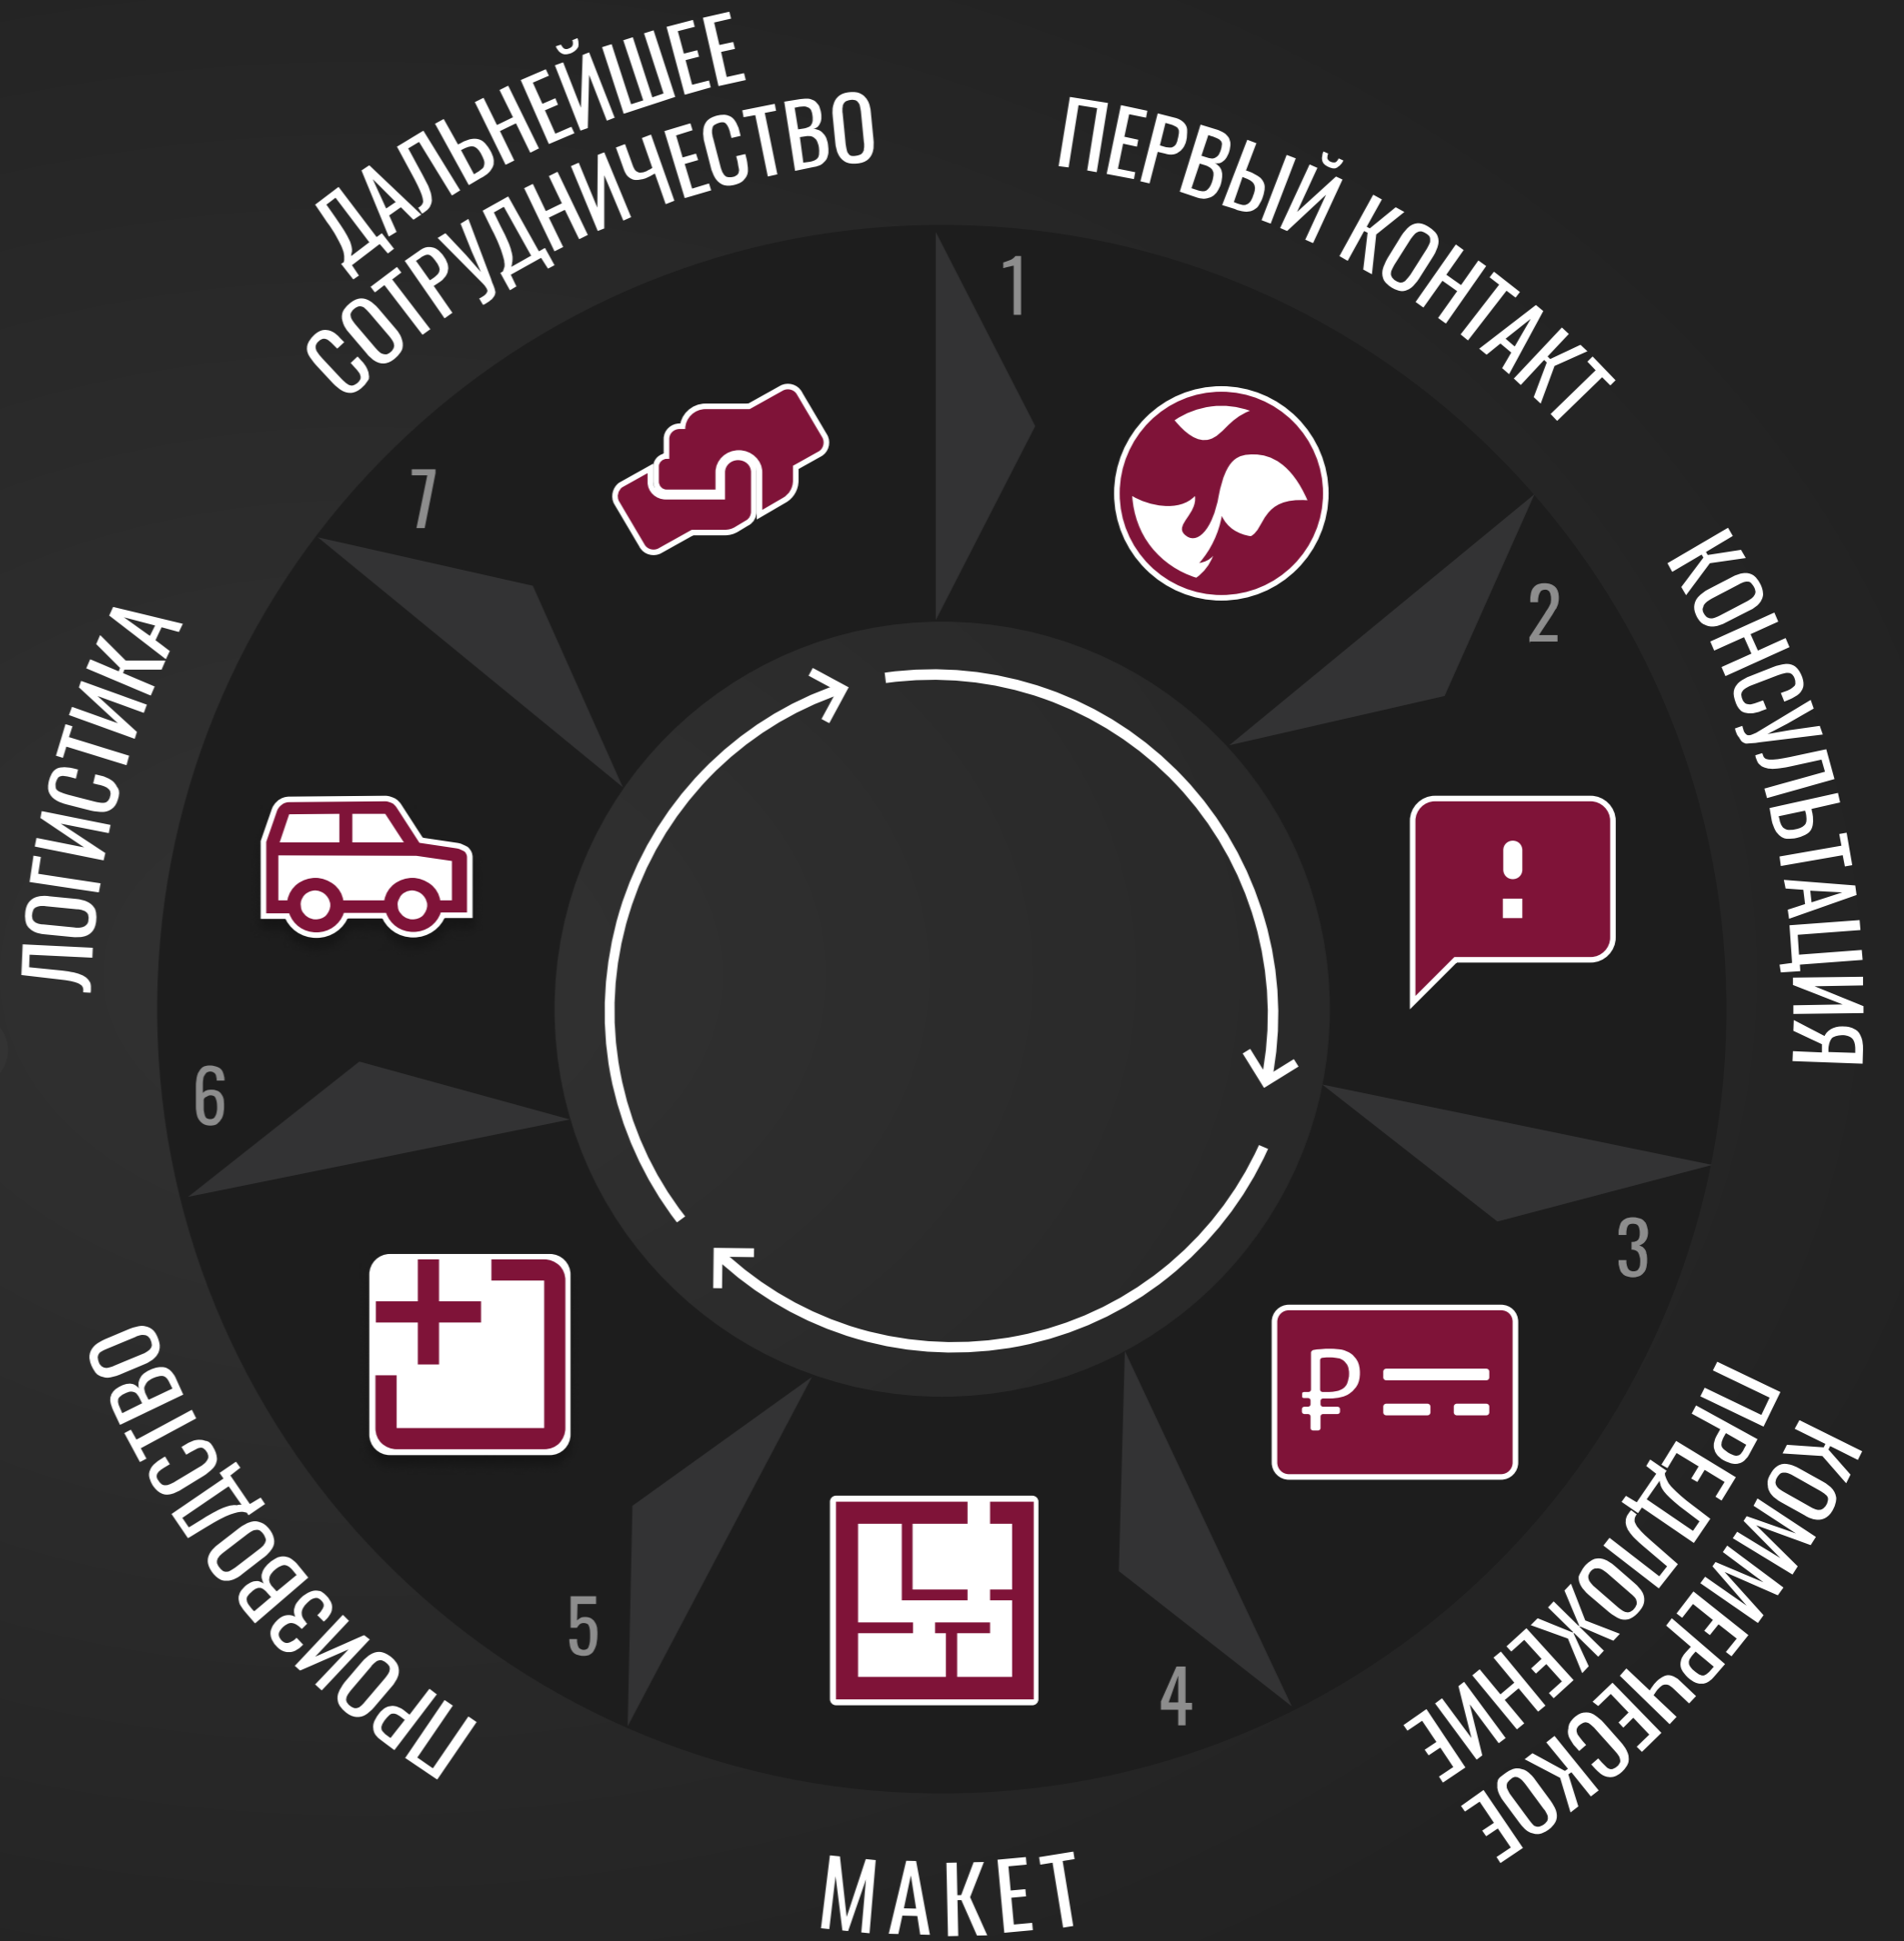 1
ПЕРВЫЙ КОНТАКТ
2
КОНСУЛЬТАЦИЯ
3
КОММЕРЧЕСКОЕ
ПРЕДЛОЖЕНИЕ
₽
4
МАКЕТ
5
ПРОИЗВОДСТВО
6
ЛОГИСТИКА
7
ДАЛЬНЕЙШЕЕ
СОТРУДНИЧЕСТВО